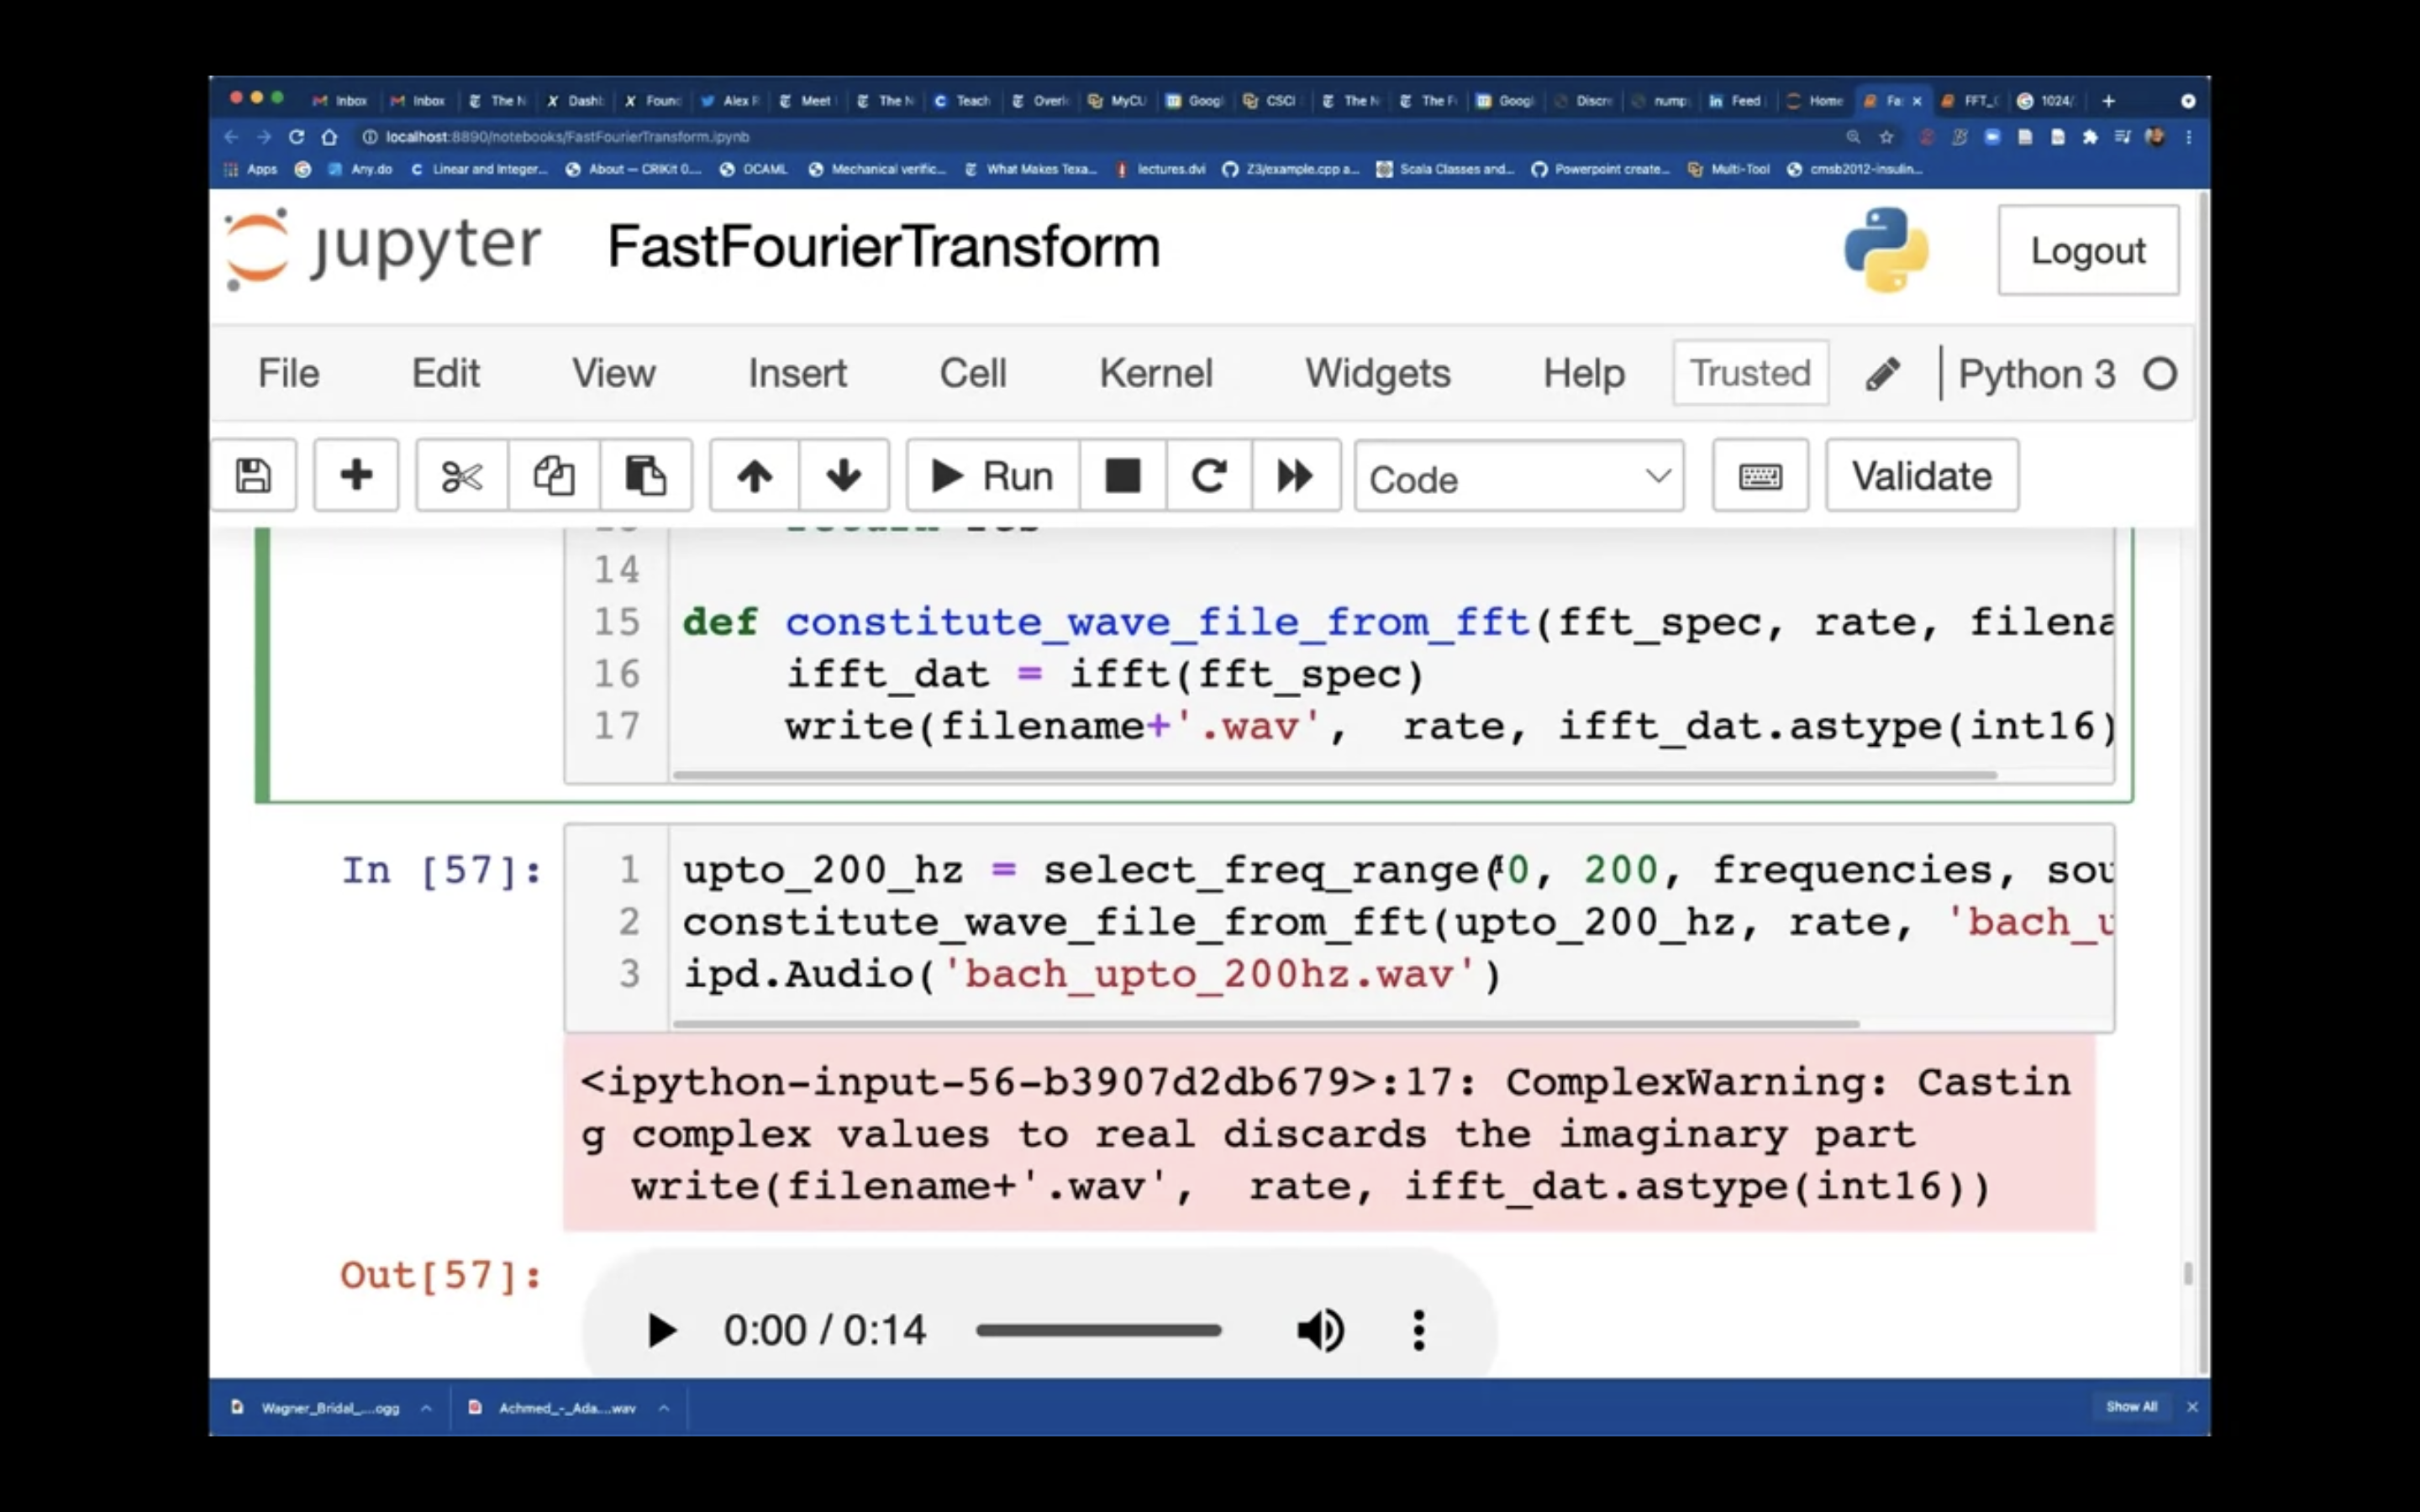 Inbox Inbox The N Dashb Found Alex R Meet The N Teach Overl MyCU Googl CSCI The N The F Googl Discre nump Feed Home Fa FFT_ 1024/
localhost:8890/notebooks/FastFourierTransform.ipynb
Apps Any.do Linear and Integer... About — CRIKit 0.... OCAML Mechanical verific... What Makes Texa... lectures.dvi Z3/example.cpp a... Scala Classes and... Powerpoint create... Multi-Tool cmsb2012-insulin...
jupyter FastFourierTransform Logout
File Edit View Insert Cell Kernel Widgets Help Trusted Python 3
Run Code Validate
14
15 def constitute_wave_file_from_fft(fft_spec, rate, filena
16 ifft_dat = ifft(fft_spec)
17 write(filename+'.wav', rate, ifft_dat.astype(int16)
In [57]: 1 upto_200_hz = select_freq_range(0, 200, frequencies, sou
2 constitute_wave_file_from_fft(upto_200_hz, rate, 'bach_u
3 ipd.Audio('bach_upto_200hz.wav')
<ipython-input-56-b3907d2db679>:17: ComplexWarning: Castin
g complex values to real discards the imaginary part
write(filename+'.wav', rate, ifft_dat.astype(int16))
Out[57]:
0:00 / 0:14
Wagner_Bridal_....ogg Achmed_-_Ada....wav Show All